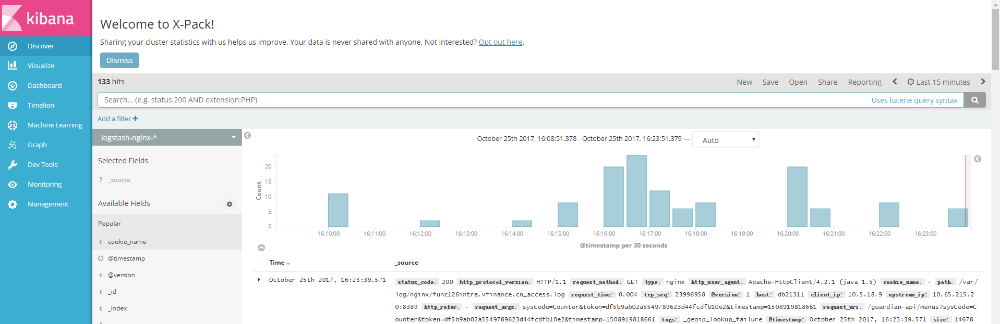 kibana
Discover
Visualize
Dashboard
Timelion
Machine Learning
Graph
Dev Tools
Monitoring
Management
Welcome to X-Pack!
Sharing your cluster statistics with us helps us improve. Your data is never shared with anyone. Not interested? Opt out here.
Dismiss
133 hits
New Save Open Share Reporting Last 15 minutes
Search... (e.g. status:200 AND extension:PHP) Uses lucene query syntax
Add a filter
logstash-nginx-*
Selected Fields
? _source
Available Fields
Popular
t cookie_name
@timestamp
t @version
t _id
t _index
October 25th 2017, 16:08:51.378 - October 25th 2017, 16:23:51.379 — Auto
Count
20
15
10
5
0
16:10:00 16:11:00 16:12:00 16:13:00 16:14:00 16:15:00 16:16:00 16:17:00 16:18:00 16:19:00 16:20:00 16:21:00 16:22:00 16:23:00
@timestamp per 30 seconds
Time _source
October 25th 2017, 16:23:39.571
status_code: 200 http_protocol_version: HTTP/1.1 request_method: GET type: nginx http_user_agent: Apache-HttpClient/4.2.1 (java 1.5) cookie_name: - path: /var/
log/nginx/func126intra.vfinance.cn_access.log request_time: 0.004 tcp_seq: 23996958 @version: 1 host: db21311 client_ip: 10.5.18.9 upstream_ip: 10.65.215.2
0:8389 http_refer: - request_args: sysCode=Counter&token=df5b9ab02a5549789623d44fcdfb10e2&timestamp=1508919818661 request_uri: /guardian-api/menus?sysCode=C
ounter&token=df5b9ab02a5549789623d44fcdfb10e2&timestamp=1508919818661 tags: _geoip_lookup_failure @timestamp: October 25th 2017, 16:23:39.571 size: 14678